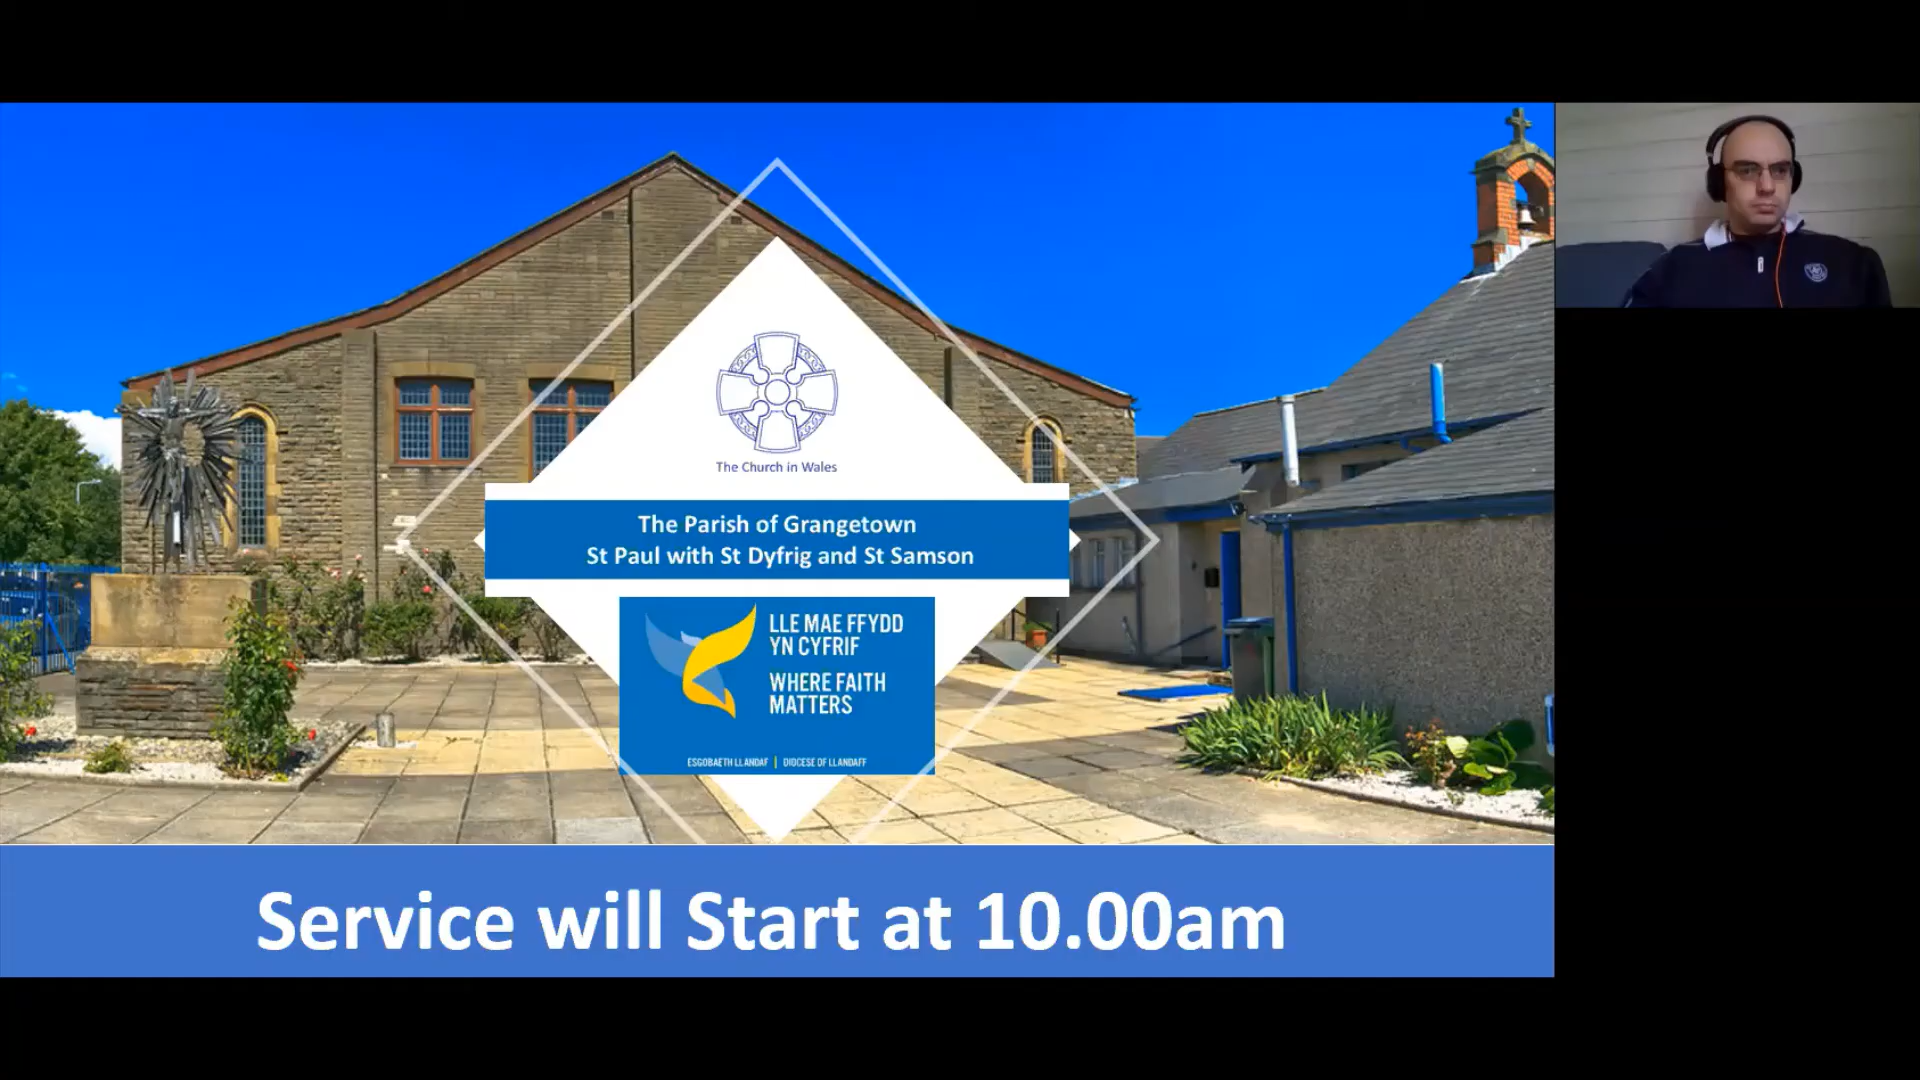 The Church in Wales
The Parish of Grangetown
St Paul with St Dyfrig and St Samson
LLE MAE FFYDD
YN CYFRIF
WHERE FAITH
MATTERS
ESGOBAETH LLANDAF | DIOCESE OF LLANDAFF
Service will Start at 10.00am